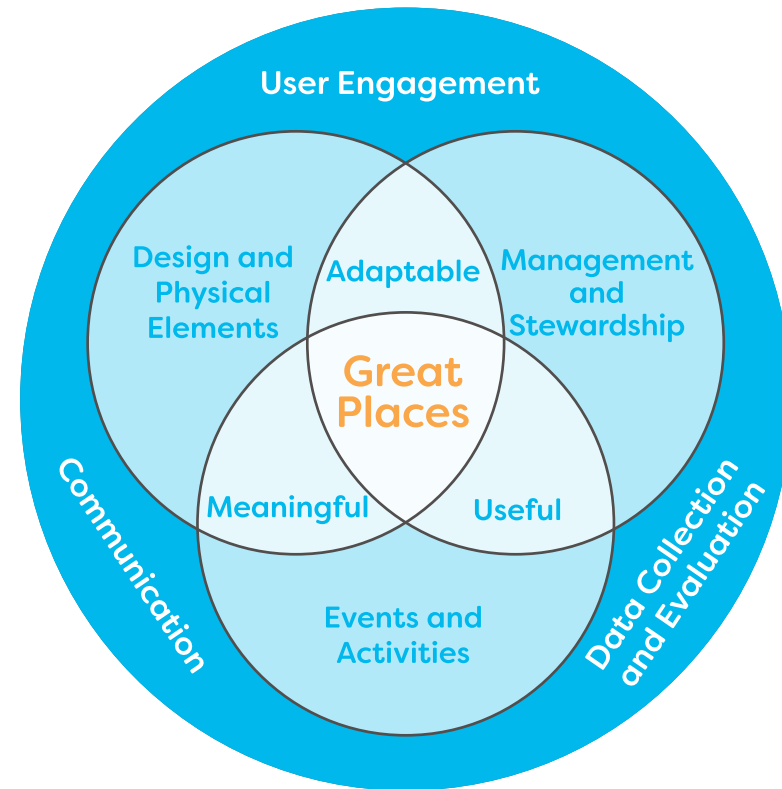 User Engagement
Design and
Physical
Elements
Adaptable
Management
and
Stewardship
Great
Places
Meaningful
Useful
Events and
Activities
Communication
Data Collection
and Evaluation